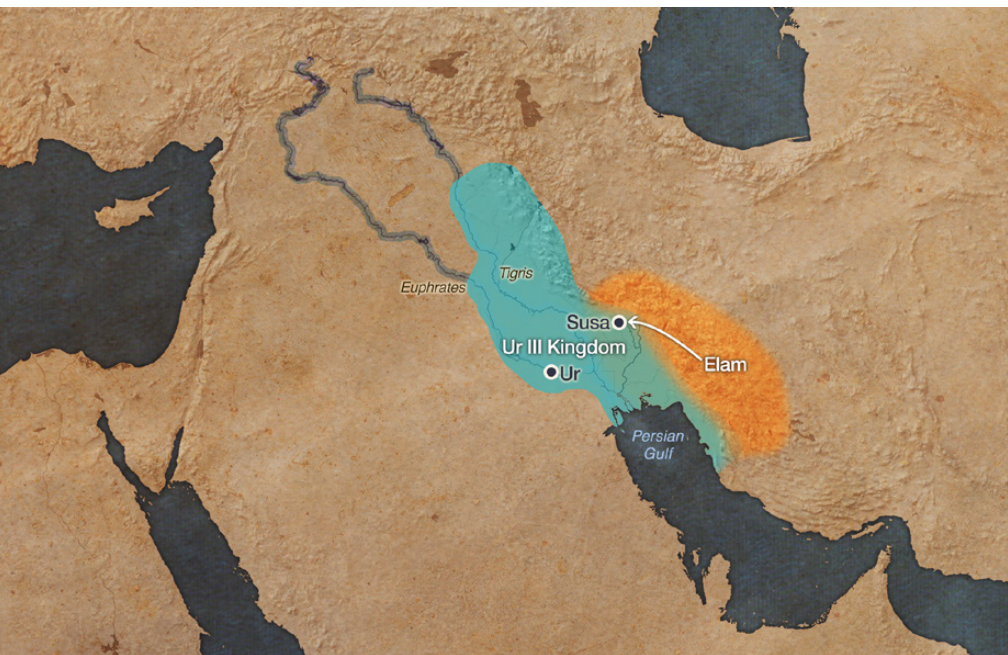 Tigris
Euphrates
Susa
Ur III Kingdom
Elam
Ur
Persian
Gulf